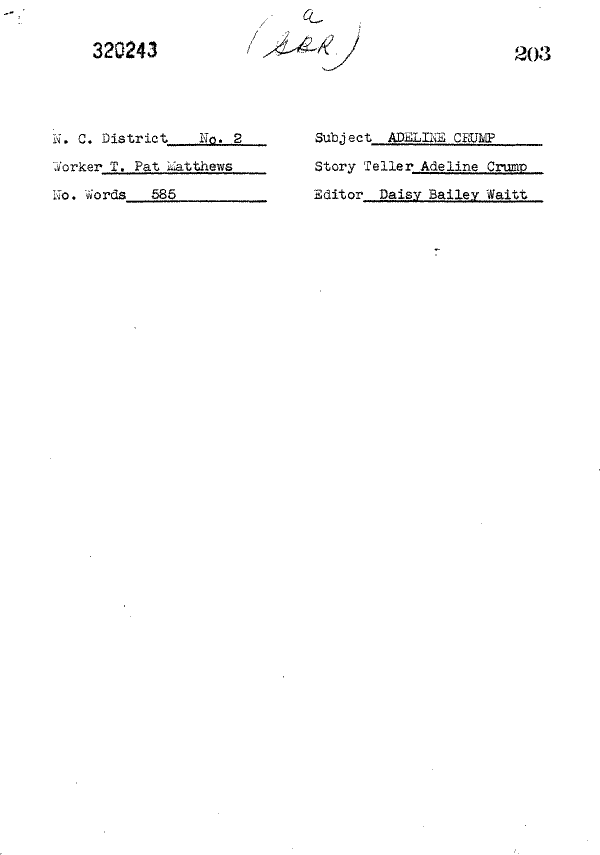 a
320243 203
N. C. District No. 2 Subject ADELINE CRUMP
Worker T. Pat Matthews Story Teller Adeline Crump
No. Words 585 Editor Daisy Bailey Waitt